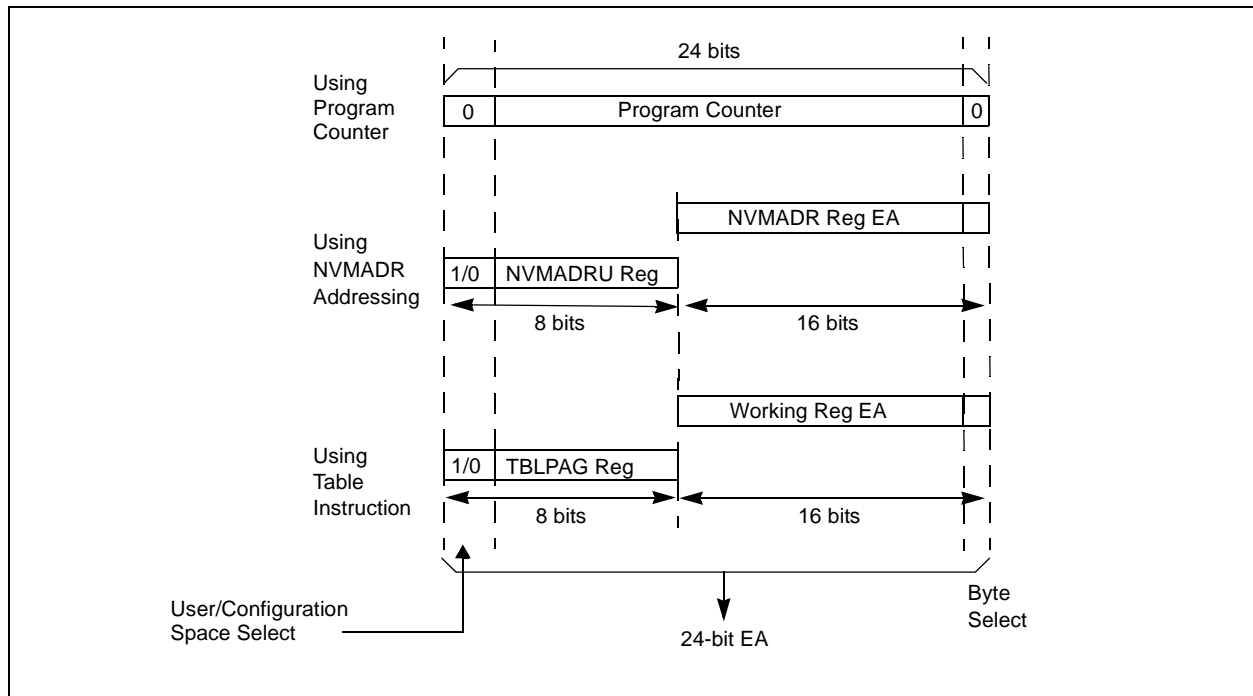 24 bits
Using
Program
Counter
0
Program Counter
0
NVMADR Reg EA
Using
NVMADR
Addressing
1/0
NVMADRU Reg
8 bits
16 bits
Working Reg EA
Using
Table
Instruction
1/0
TBLPAG Reg
8 bits
16 bits
User/Configuration
Space Select
24-bit EA
Byte
Select